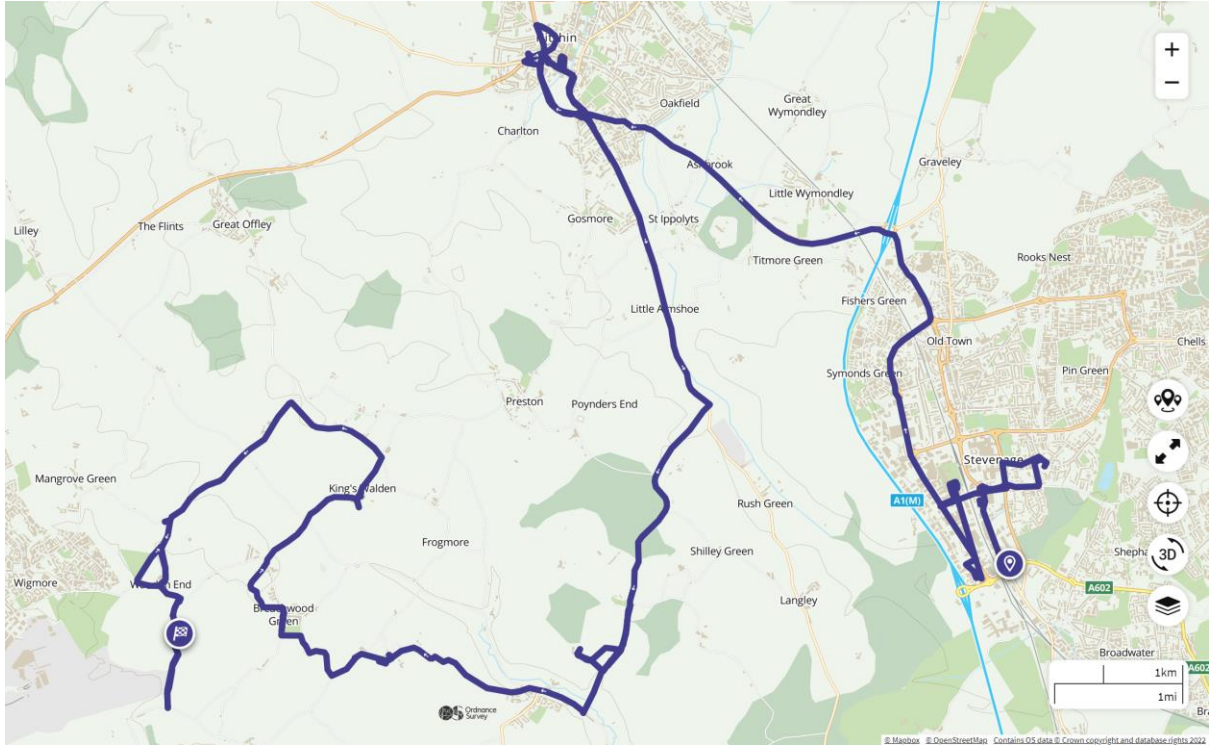 Oakfield
Great
Wymondley
Charlton
Graveley
Ashbrook
Little Wymondley
The Flints
Great Offley
Gosmore
St Ippolyts
Lilley
Titmore Green
Rooks Nest
Fishers Green
Little Almshoe
Old Town
Chells
Symonds Green
Pin Green
Preston
Poynders End
Stevenage
Mangrove Green
King's Walden
A1(M)
Rush Green
Frogmore
Shilley Green
3D
Wigmore
A602
Langley
Green
Broadwater
A602
1km
1mi
Ordnance
Survey
© Mapbox © OpenStreetMap Contains OS data © Crown copyright and database rights 2022